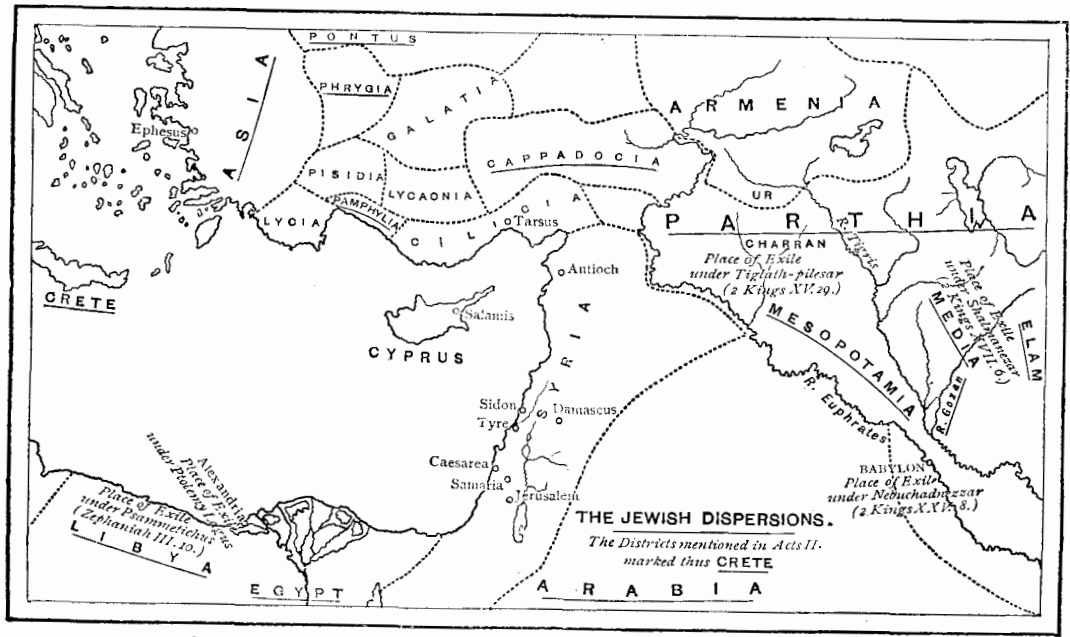 PONTUS
PHRYGIA
GALATIA
ASIA
ARMENIA
Ephesus
PISIDIA
LYCAONIA
CAPPADOCIA
UR
PAMPHYLIA
LYCIA
CILICIA
Tarsus
PARTHIA
CHARRAN
Place of Exile
under Tiglath-pilesar
(2 Kings XV. 29.)
R. Tigris
Place of Exile
under Shalmanezar
(2 Kings XVII. 6.)
MEDIA
ELAM
Antioch
CRETE
Salamis
CYPRUS
SYRIA
MESOPOTAMIA
R. Euphrates
R. Gozan
Sidon
Damascus
Tyre
Caesarea
Samaria
Jerusalem
BABYLON
Place of Exile
under Nebuchadnezzar
(2 Kings XXV. 8.)
Alexandria
Place of Exile
under Ptolemy Lagus
Place of Exile
under Psammetichus
(Zephaniah III. 10.)
LIBYA
EGYPT
THE JEWISH DISPERSIONS.
The Districts mentioned in Acts II.
marked thus CRETE
ARABIA